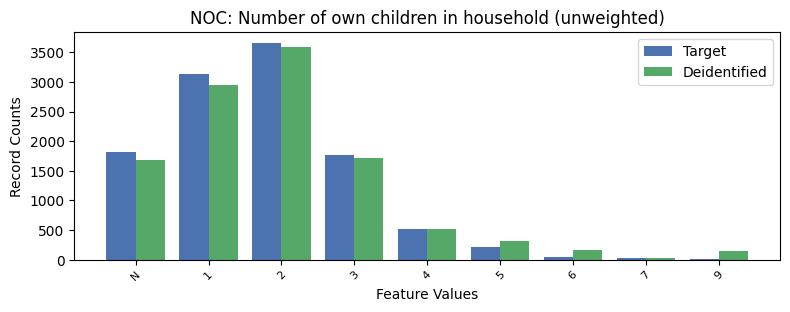 NOC: Number of own children in household (unweighted)
Target
Deidentified
Record Counts
3500
3000
2500
2000
1500
1000
500
0
N 1 2 3 4 5 6 7 9
Feature Values